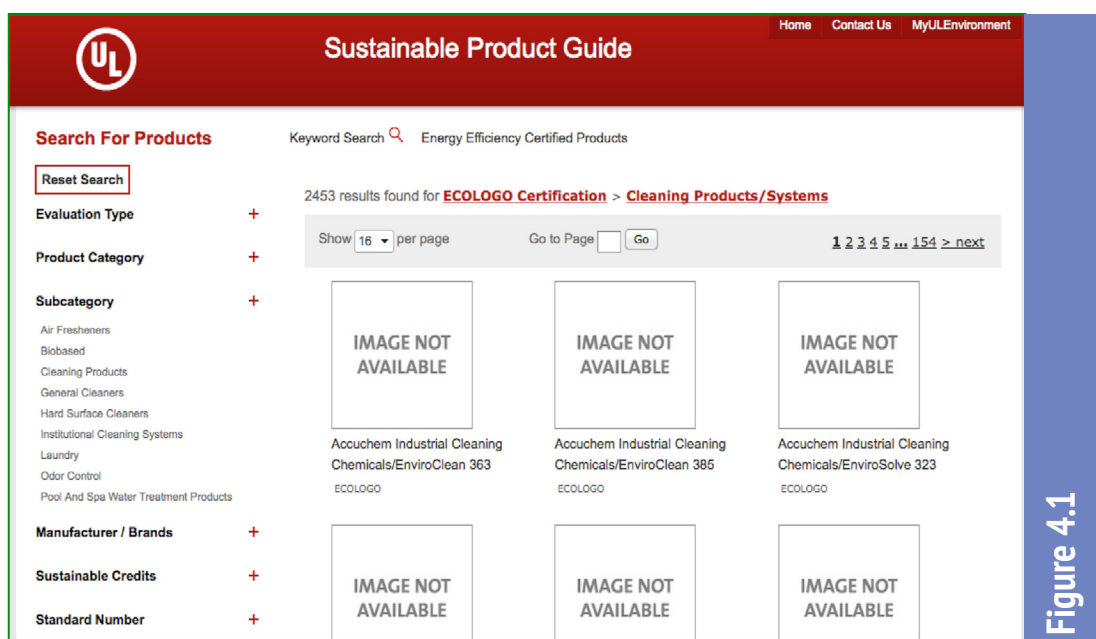 Home Contact Us MyULEnvironment
UL
Sustainable Product Guide
Search For Products
Reset Search
Evaluation Type +
Product Category +
Subcategory +
Air Fresheners
Biobased
Cleaning Products
General Cleaners
Hard Surface Cleaners
Institutional Cleaning Systems
Laundry
Odor Control
Pool And Spa Water Treatment Products
Manufacturer / Brands +
Sustainable Credits +
Standard Number +
Keyword Search Energy Efficiency Certified Products
2453 results found for ECOLOGO Certification > Cleaning Products/Systems
Show 16 per page Go to Page Go 1 2 3 4 5 ... 154 > next
IMAGE NOT AVAILABLE
Accuchem Industrial Cleaning
Chemicals/EnviroClean 363
ECOLOGO
IMAGE NOT AVAILABLE
Accuchem Industrial Cleaning
Chemicals/EnviroClean 385
ECOLOGO
IMAGE NOT AVAILABLE
Accuchem Industrial Cleaning
Chemicals/EnviroSolve 323
ECOLOGO
IMAGE NOT AVAILABLE
IMAGE NOT AVAILABLE
IMAGE NOT AVAILABLE
Figure 4.1